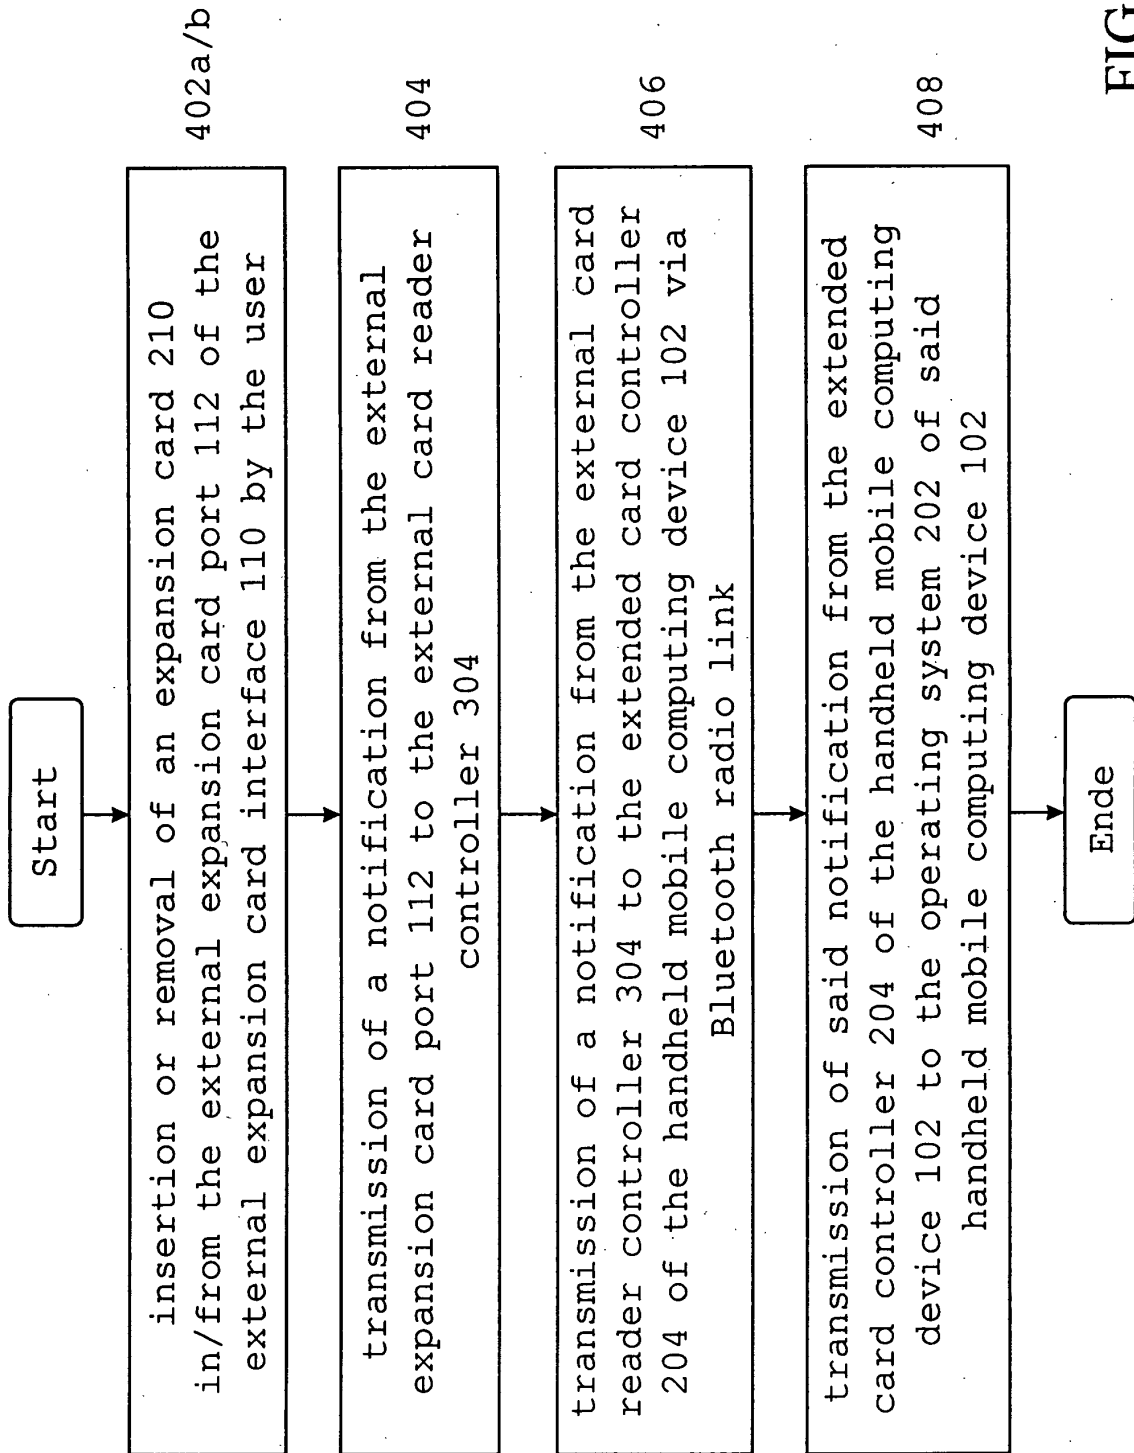 Start
insertion or removal of an expansion card 210
in/from the external expansion card port 112 of the
external expansion card interface 110 by the user
402a/b
transmission of a notification from the external
expansion card port 112 to the external card reader
controller 304
404
transmission of a notification from the external card
reader controller 304 to the extended card controller
204 of the handheld mobile computing device 102 via
Bluetooth radio link
406
transmission of said notification from the extended
card controller 204 of the handheld mobile computing
device 102 to the operating system 202 of said
handheld mobile computing device 102
408
Ende
FIG